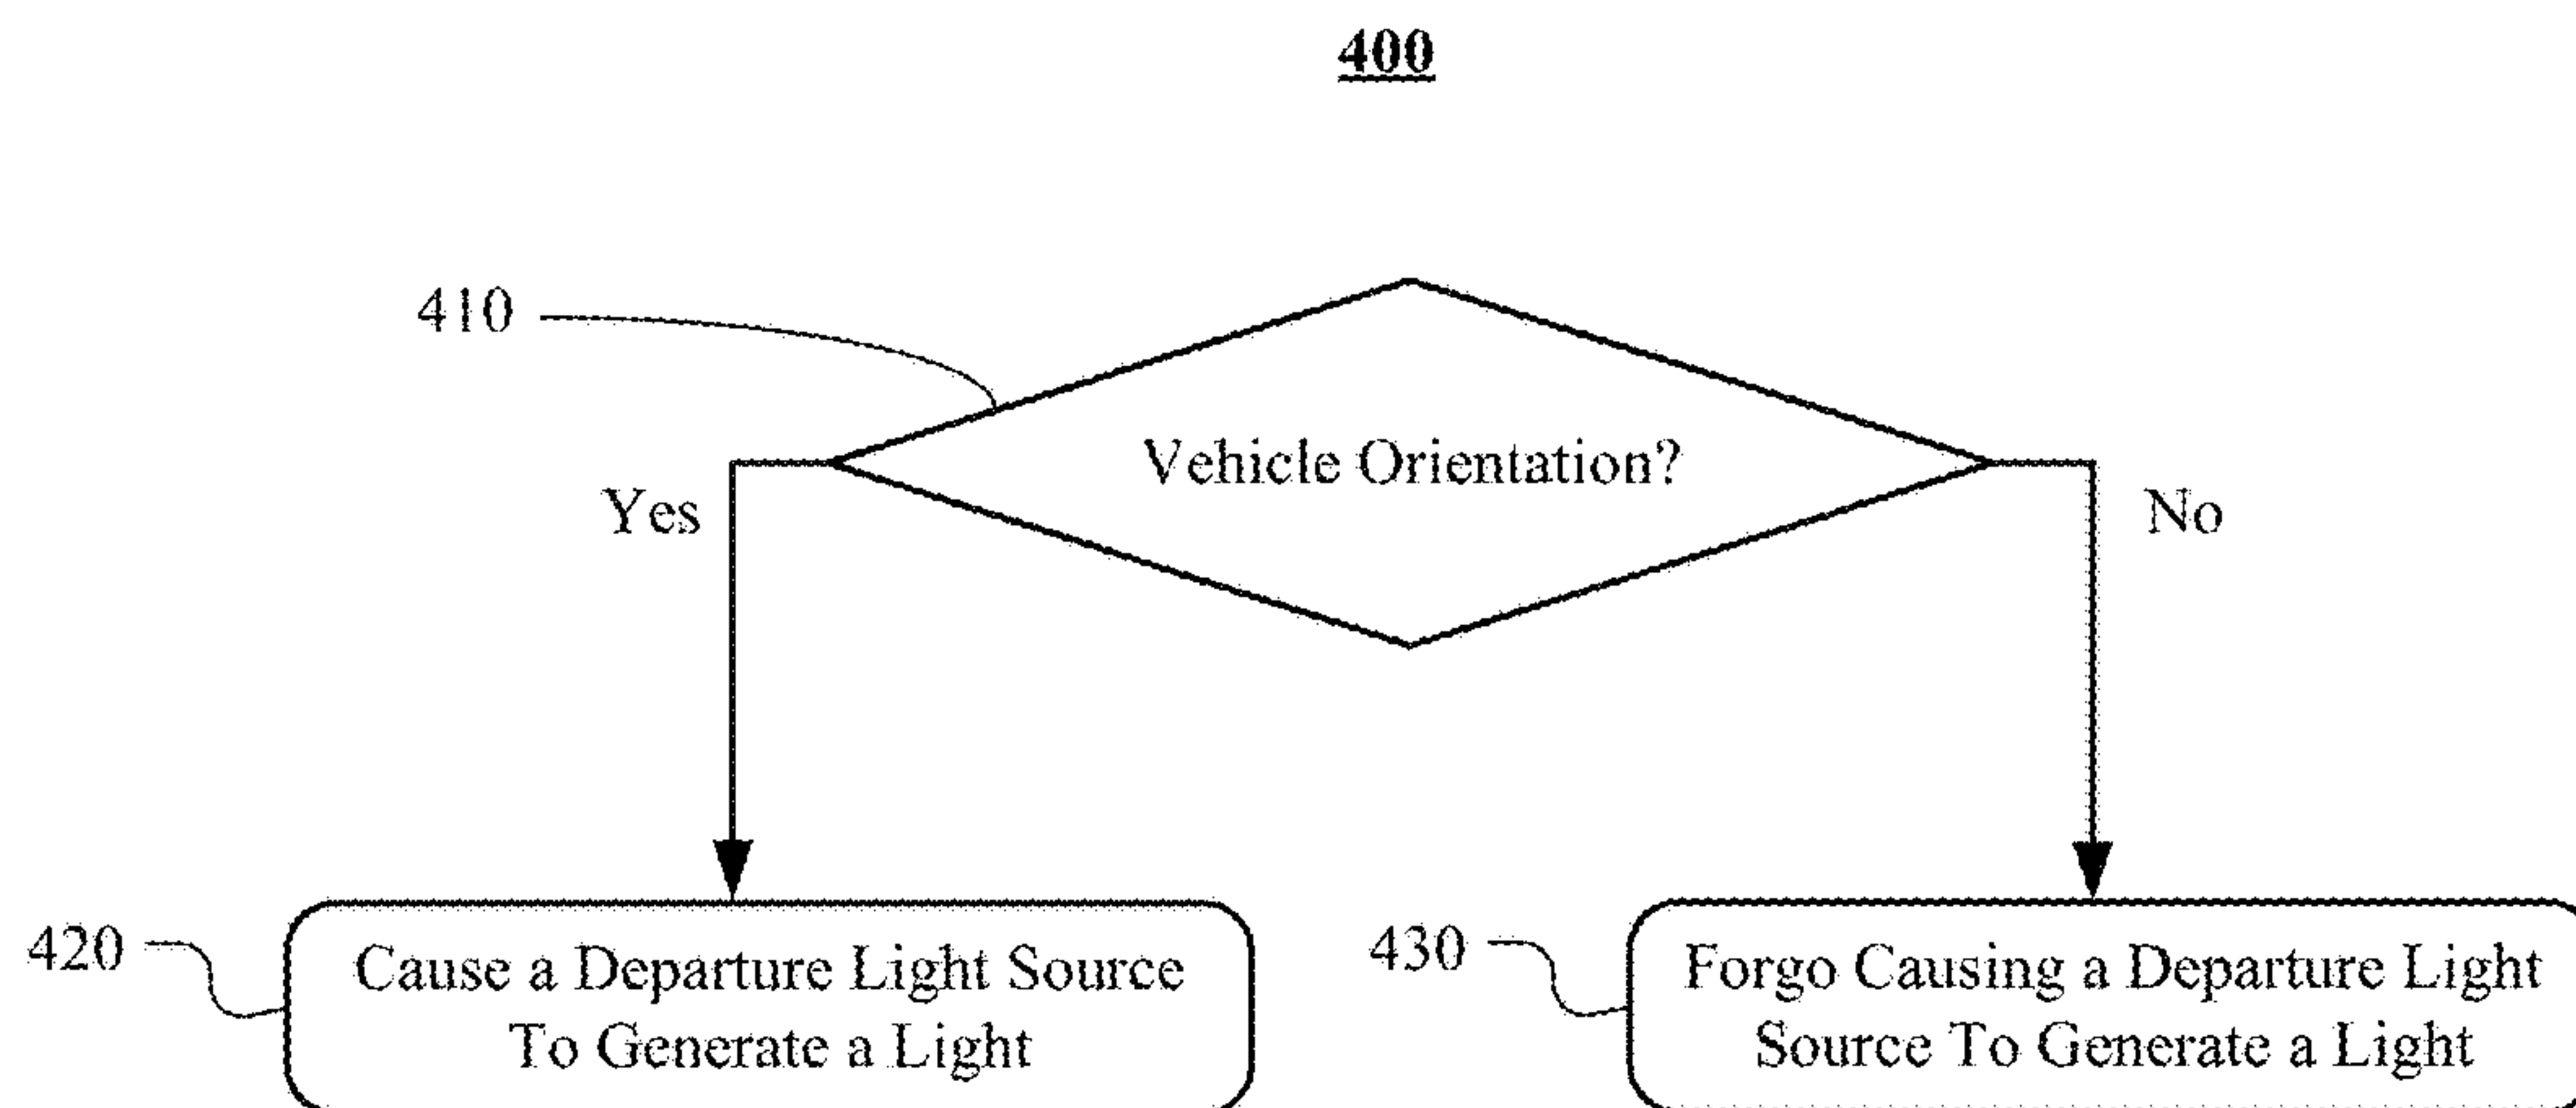 400
410
Vehicle Orientation?
Yes
No
420
Cause a Departure Light Source
To Generate a Light
430
Forgo Causing a Departure Light
Source To Generate a Light